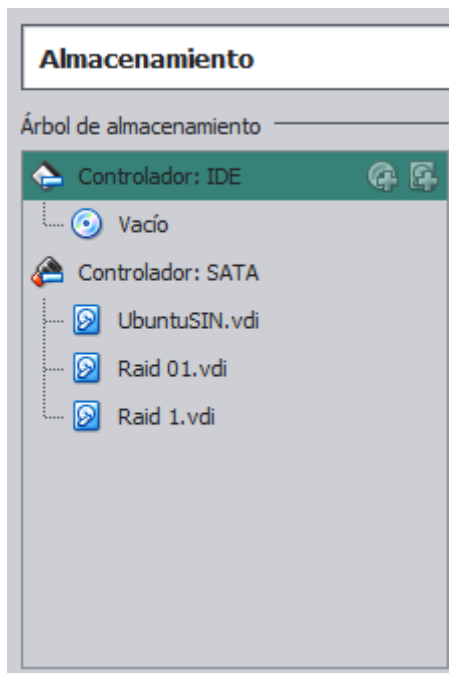 Almacenamiento
Árbol de almacenamiento
Controlador: IDE
Vacío
Controlador: SATA
UbuntuSIN.vdi
Raid 01.vdi
Raid 1.vdi